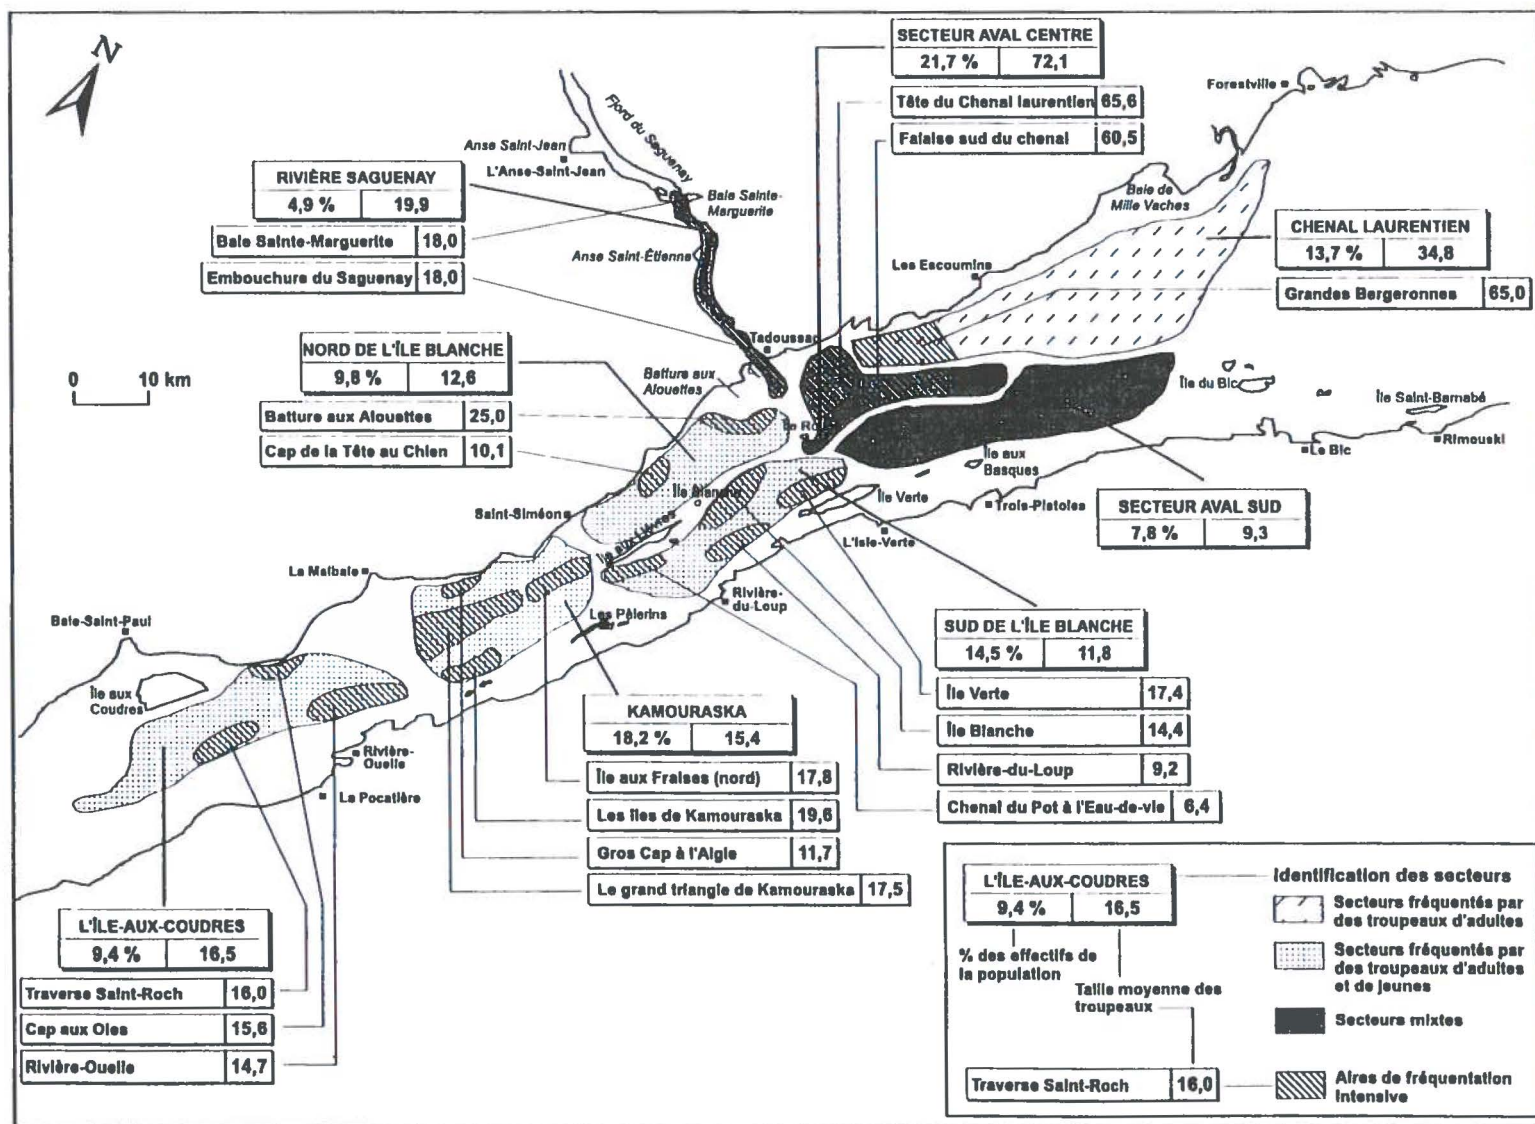 N
SECTEUR AVAL CENTRE
21,7 % 72,1
Tête du Chenal laurentien 65,6
Falaise sud du chenal 60,5
Forestville
Fjord du Saguenay
Anse Saint-Jean
L'Anse-Saint-Jean
RIVIÈRE SAGUENAY
4,9 % 19,9
Baie Sainte-Marguerite 18,0
Embouchure du Saguenay 18,0
Baie Sainte-
Marguerite
Anse Saint-Étienne
Baie de
Mille Vaches
Les Escoumins
CHENAL LAURENTIEN
13,7 % 34,8
Grandes Bergeronnes 65,0
Tadoussac
NORD DE L'ÎLE BLANCHE
9,8 % 12,6
Batture aux Alouettes 25,0
Cap de la Tête au Chien 10,1
0 10 km
Batture aux
Alouettes
Île du Bic
Île Saint-Barnabé
Rimouski
Le Bic
Île aux
Basques
Trois-Pistoles
Île Verte
L'Isle-Verte
Île Blanche
Île aux Lièvres
Saint-Siméon
SECTEUR AVAL SUD
7,8 % 9,3
La Malbaie
Rivière-
du-Loup
Les Pèlerins
Baie-Saint-Paul
Île aux
Coudres
Rivière-
Ouelle
La Pocatière
SUD DE L'ÎLE BLANCHE
14,5 % 11,8
Île Verte 17,4
Île Blanche 14,4
Rivière-du-Loup 9,2
Chenal du Pot à l'Eau-de-vie 6,4
KAMOURASKA
18,2 % 15,4
Île aux Fraises (nord) 17,8
Les îles de Kamouraska 19,6
Gros Cap à l'Aigle 11,7
Le grand triangle de Kamouraska 17,5
L'ÎLE-AUX-COUDRES
9,4 % 16,5
Traverse Saint-Roch 16,0
Cap aux Oies 15,6
Rivière-Ouelle 14,7
L'ÎLE-AUX-COUDRES
9,4 % 16,5
Identification des secteurs
% des effectifs de
la population
Taille moyenne des
troupeaux
Secteurs fréquentés par
des troupeaux d'adultes
Secteurs fréquentés par
des troupeaux d'adultes
et de jeunes
Secteurs mixtes
Traverse Saint-Roch 16,0
Aires de fréquentation
intensive